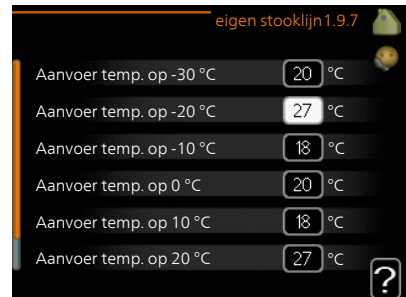 eigen stooklijn1.9.7
Aanvoer temp. op -30 °C 20 °C
Aanvoer temp. op -20 °C 27 °C
Aanvoer temp. op -10 °C 18 °C
Aanvoer temp. op 0 °C 20 °C
Aanvoer temp. op 10 °C 18 °C
Aanvoer temp. op 20 °C 27 °C
?